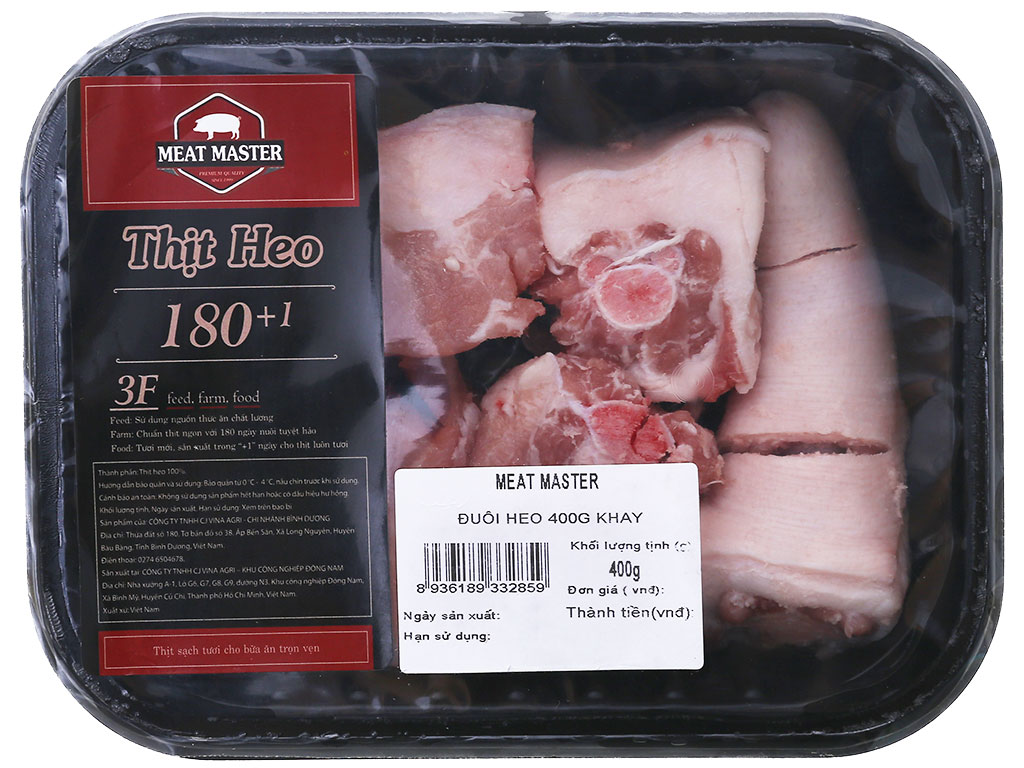 MEAT MASTER
PREMIUM QUALITY
SINCE 1999
Thịt Heo
180+1
3F feed. farm. food
Feed: Sử dụng nguồn thức ăn chất lượng
Farm: Chuẩn thịt ngon với 180 ngày nuôi tuyệt hảo
Food: Tươi mới, sản xuất trong "+1" ngày cho thịt luôn tươi
Thành phần: Thịt heo 100%.
Hướng dẫn bảo quản và sử dụng: Bảo quản từ 0°C - 4°C, nấu chín trước khi sử dụng.
Cảnh báo an toàn: Không sử dụng sản phẩm hết hạn hoặc có dấu hiệu hư hỏng.
Khối lượng tịnh, Ngày sản xuất, Hạn sử dụng: Xem trên bao bì
Sản phẩm của: CÔNG TY TNHH CJ VINA AGRI - CHI NHÁNH BÌNH DƯƠNG
Địa chỉ: Thửa đất số 180, Tờ bản đồ số 38, Ấp Bến Sắn, Xã Long Nguyên, Huyện
Bàu Bàng, Tỉnh Bình Dương, Việt Nam.
Điện thoại: 0274 6504678.
Sản xuất tại: CÔNG TY TNHH CJ VINA AGRI - KHU CÔNG NGHIỆP ĐÔNG NAM
Địa chỉ: Nhà xưởng A-1, Lô G6, G7, G8, G9, đường N3, Khu công nghiệp Đông Nam,
Xã Bình Mỹ, Huyện Củ Chi, Thành phố Hồ Chí Minh, Việt Nam.
Xuất xứ: Việt Nam
Thịt sạch tươi cho bữa ăn trọn vẹn
MEAT MASTER
ĐUÔI HEO 400G KHAY
Khối lượng tịnh (g)
400g
8 936189 332859
Đơn giá ( vnđ):
Thành tiền(vnđ):
Ngày sản xuất:
Hạn sử dụng: